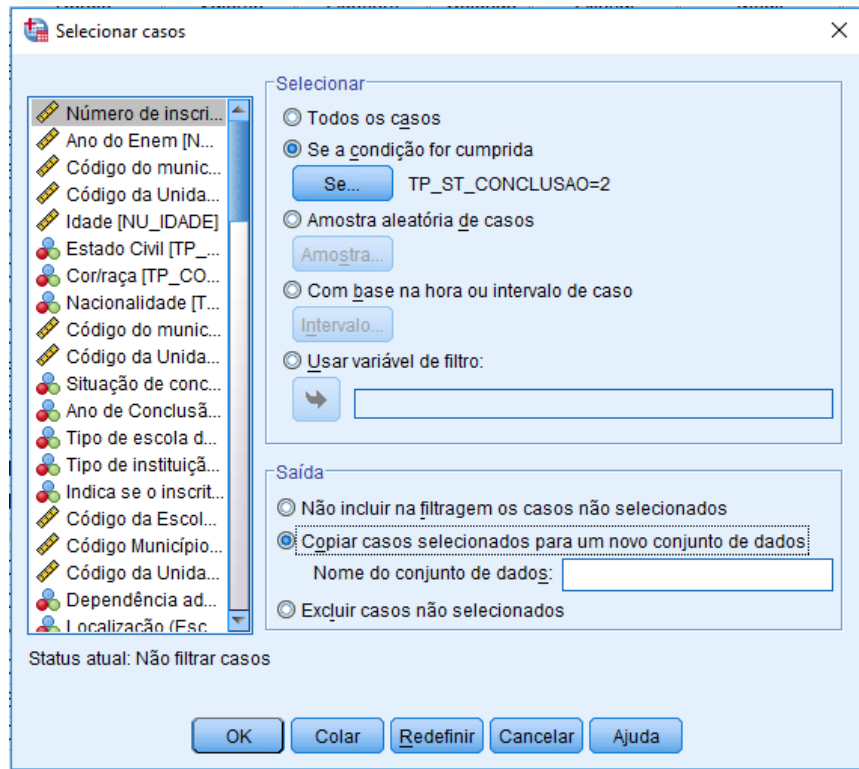 Selecionar casos
Número de inscri...
Ano do Enem [N...
Código do munic...
Código da Unida...
Idade [NU_IDADE]
Estado Civil [TP_...
Cor/raça [TP_CO...
Nacionalidade [T...
Código do munic...
Código da Unida...
Situação de conc...
Ano de Conclusã...
Tipo de escola d...
Tipo de instituiçã...
Indica se o inscrit...
Código da Escol...
Código Município...
Código da Unida...
Dependência ad...
Localização (Esc
Selecionar
Todos os casos
Se a condição for cumprida
Se... TP_ST_CONCLUSAO=2
Amostra aleatória de casos
Amostra...
Com base na hora ou intervalo de caso
Intervalo...
Usar variável de filtro:
Saída
Não incluir na filtragem os casos não selecionados
Copiar casos selecionados para um novo conjunto de dados
Nome do conjunto de dados:
Excluir casos não selecionados
Status atual: Não filtrar casos
OK Colar Redefinir Cancelar Ajuda